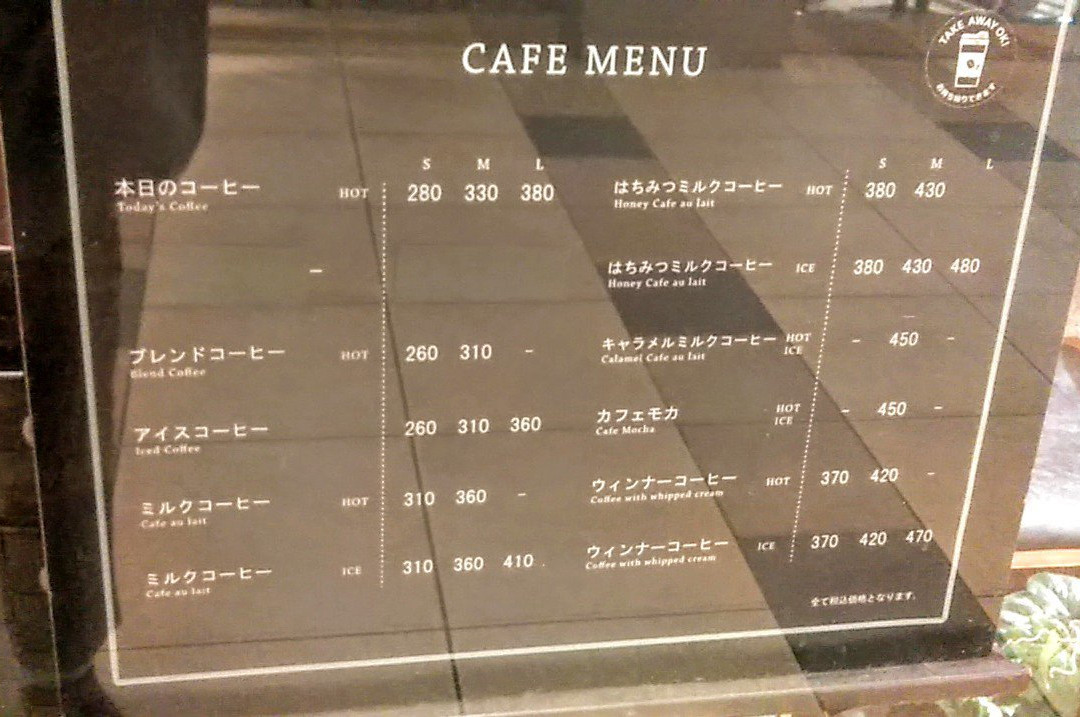 CAFE MENU
TAKE AWAY OK!
お持ち帰りできます
S M L
本日のコーヒー HOT 280 330 380
Today's Coffee
–
ブレンドコーヒー HOT 260 310 –
Blend Coffee
アイスコーヒー 260 310 360
Iced Coffee
ミルクコーヒー HOT 310 360 –
Cafe au lait
ミルクコーヒー ICE 310 360 410
Cafe au lait
S M L
はちみつミルクコーヒー HOT 380 430
Honey Cafe au lait
はちみつミルクコーヒー ICE 380 430 480
Honey Cafe au lait
キャラメルミルクコーヒー HOT – 450 –
Calamel Cafe au lait ICE
カフェモカ HOT – 450 –
Cafe Mocha ICE
ウィンナーコーヒー HOT 370 420 –
Coffee with whipped cream
ウィンナーコーヒー ICE 370 420 470
Coffee with whipped cream
全て税込価格となります。